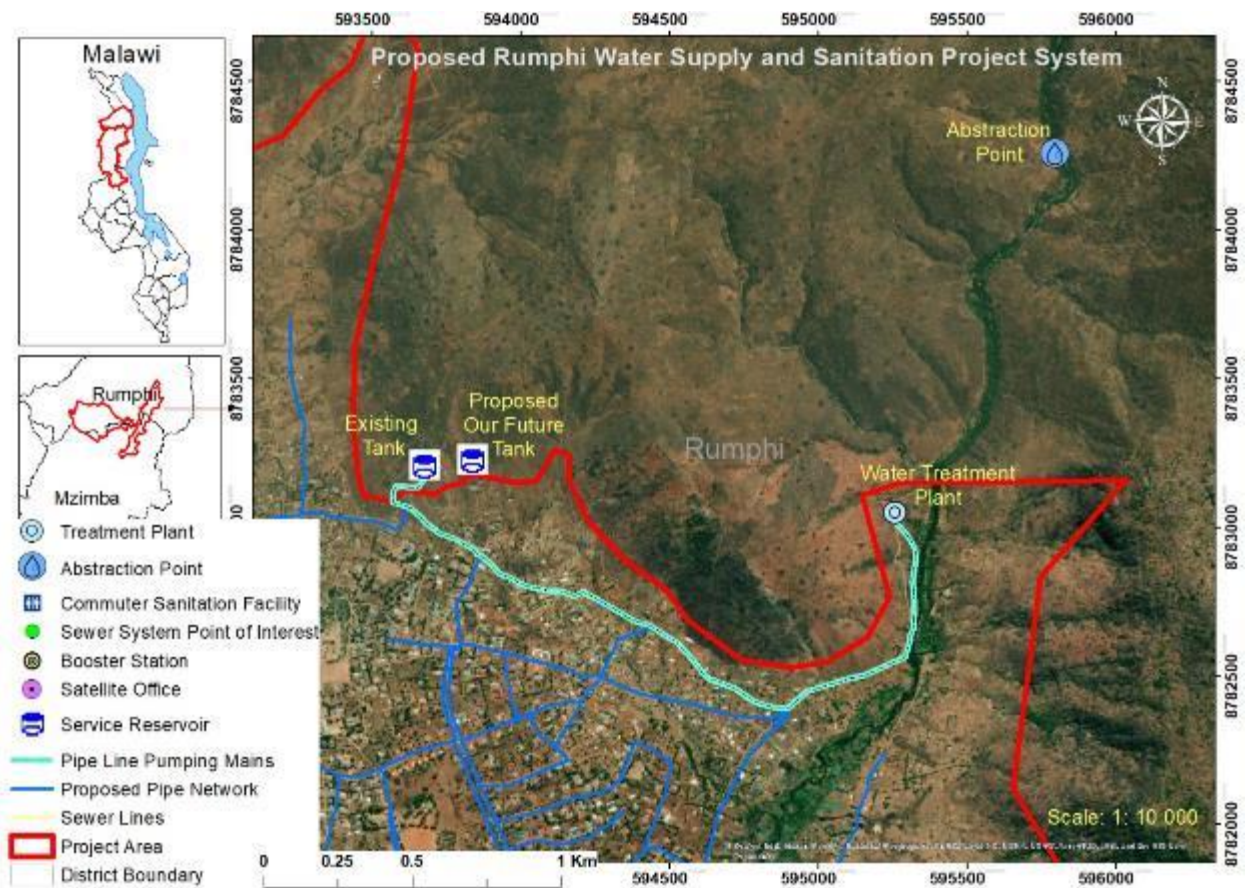 593500 594000 594500 595000 595500 596000
Malawi
Proposed Rumphi Water Supply and Sanitation Project System
8784500
8784500
N
W
E
S
Abstraction
Point
8784000
8784000
8783500
8783500
Rumphi
Mzimba
Existing
Tank
Proposed
Our Future
Tank
Rumphi
Water Treatment
Plant
8783000
Treatment Plant
Abstraction Point
Commuter Sanitation Facility
Sewer System Point of Interest
Booster Station
Satellite Office
Service Reservoir
Pipe Line Pumping Mains
Proposed Pipe Network
Sewer Lines
Project Area
District Boundary
8782500
8782000
Scale: 1: 10 000
0 0.25 0.5 1 Km
594500 595000 595500 596000